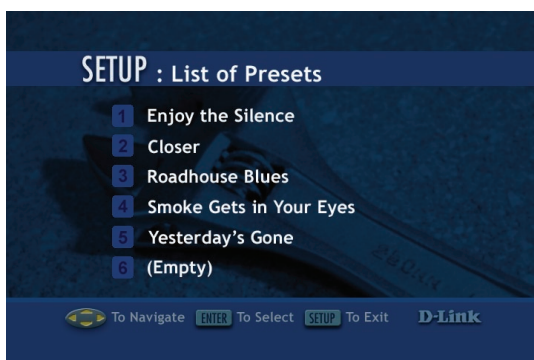 SETUP : List of Presets
1 Enjoy the Silence
2 Closer
3 Roadhouse Blues
4 Smoke Gets in Your Eyes
5 Yesterday's Gone
6 (Empty)
To Navigate ENTER To Select SETUP To Exit D-Link